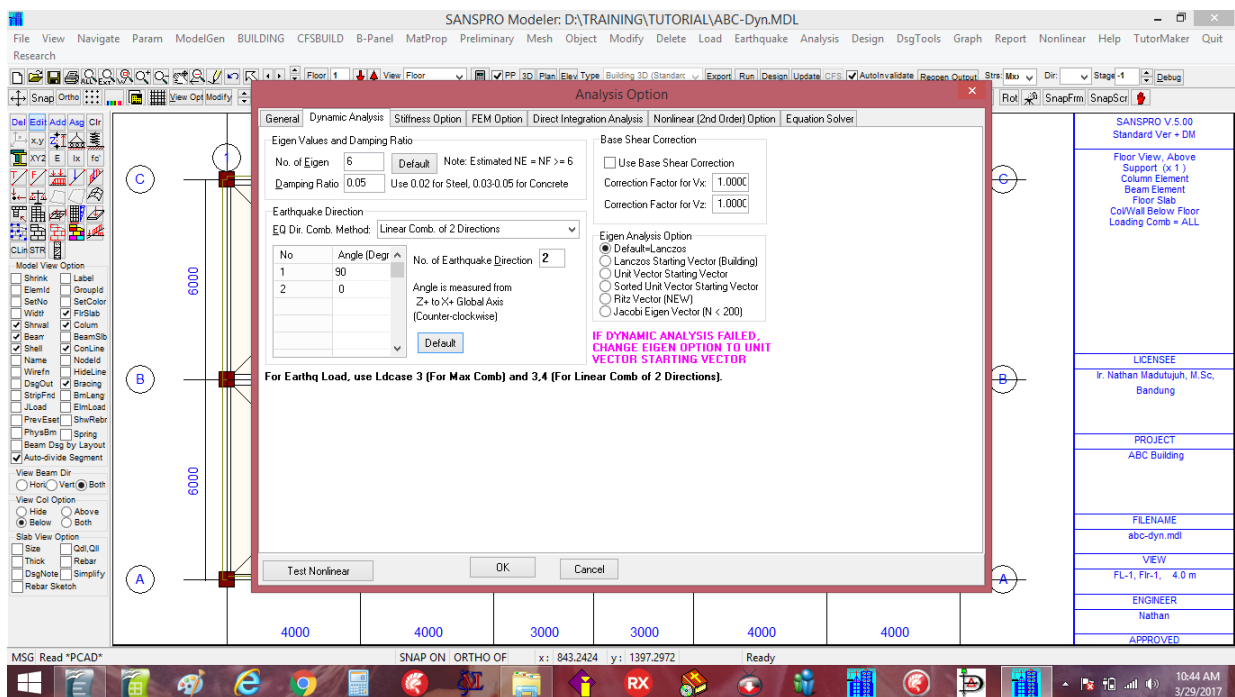 SANSPRO Modeler: D:\TRAINING\TUTORIAL\ABC-Dyn.MDL
File View Navigate Param ModelGen BUILDING CFSBUILD B-Panel MatProp Preliminary Mesh Object Modify Delete Load Earthquake Analysis Design DsgTools Graph Report Nonlinear Help TutorMaker Quit
Research
Floor 1 View Floor PP 3D Plan Elev Type Building 3D (Standarc Export Run Design Update CFS AutoInvalidate Reopen Output Strs: Mxo Dir: Stage -1 Debug
Snap Ortho View Opt Modify
Rot SnapFrm SnapScr
Analysis Option
General Dynamic Analysis Stiffness Option FEM Option Direct Integration Analysis Nonlinear (2nd Order) Option Equation Solver
Eigen Values and Damping Ratio
No. of Eigen 6 Default Note: Estimated NE = NF >= 6
Damping Ratio 0.05 Use 0.02 for Steel, 0.03-0.05 for Concrete
Earthquake Direction
EQ Dir. Comb. Method: Linear Comb. of 2 Directions
No Angle (Degr
1 90
2 0
No. of Earthquake Direction 2
Angle is measured from
Z+ to X+ Global Axis
(Counter-clockwise)
Default
Base Shear Correction
Use Base Shear Correction
Correction Factor for Vx: 1.000C
Correction Factor for Vz: 1.000C
Eigen Analysis Option
Default=Lanczos
Lanczos Starting Vector (Building)
Unit Vector Starting Vector
Sorted Unit Vector Starting Vector
Ritz Vector (NEW)
Jacobi Eigen Vector (N < 200)
IF DYNAMIC ANALYSIS FAILED,
CHANGE EIGEN OPTION TO UNIT
VECTOR STARTING VECTOR
For Earthq Load, use Ldcase 3 (For Max Comb) and 3,4 (For Linear Comb of 2 Directions).
Test Nonlinear OK Cancel
Del Edit Add Asg Clr
x.y
XY2 E Ix fc'
CLin STR
Model View Option
Shrink Label
ElemId GroupId
SetNo SetColor
Widtl FlrSlab
Shrwal Colum
Bearr BeamSlb
Shell ConLine
Name NodeId
Wirefn HideLine
DsgOut Bracing
StripFnd BmLeng
JLoad ElmLoad
PrevEset ShwRebr
PhysBm Spring
Beam Dsg by Layout
Auto-divide Segment
View Beam Dir
Hori Vert Both
View Col Option
Hide Above
Below Both
Slab View Option
Size Qdl,Qll
Thick Rebar
DsgNote Simplify
Rebar Sketch
1
C
C
6000
B
B
6000
A
A
4000 4000 3000 3000 4000 4000
SANSPRO V.5.00
Standard Ver + DM
Floor View, Above
Support (x 1 )
Column Element
Beam Element
Floor Slab
Col/Wall Below Floor
Loading Comb = ALL
LICENSEE
Ir. Nathan Madutujuh, M.Sc,
Bandung
PROJECT
ABC Building
FILENAME
abc-dyn.mdl
VIEW
FL-1, Flr-1, 4.0 m
ENGINEER
Nathan
APPROVED
MSG Read *PCAD* SNAP ON ORTHO OF x: 843.2424 y: 1397.2972 Ready
RX
10:44 AM
3/29/2017